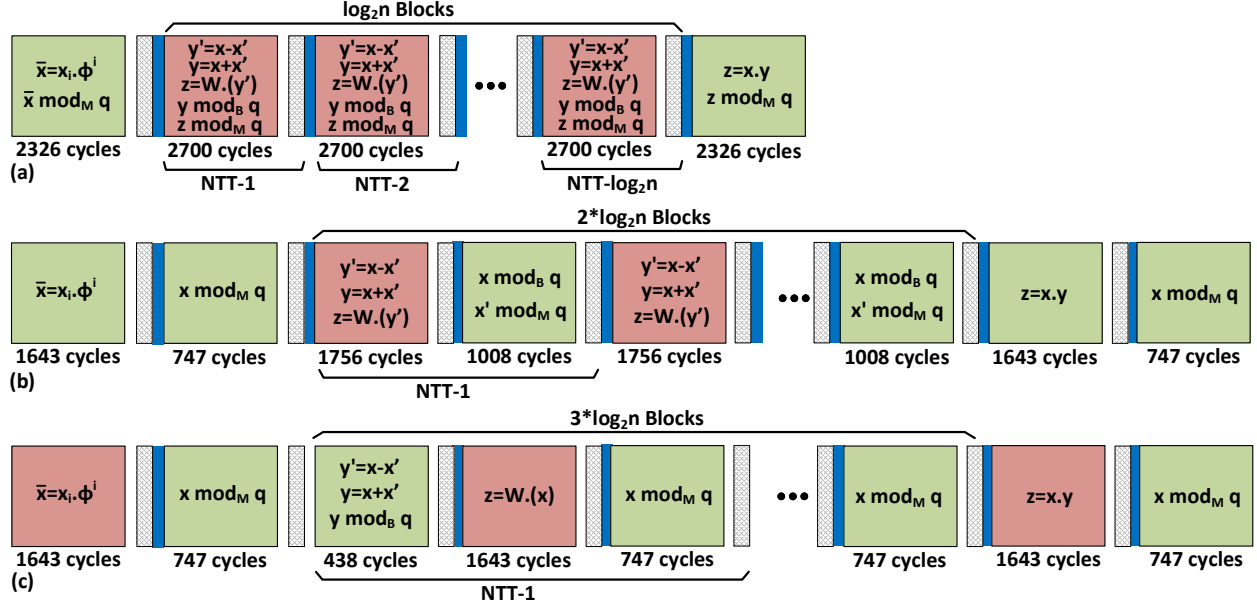 log₂n Blocks
x̄=xᵢ.ϕⁱ
x̄ mod_M q
2326 cycles
(a)
y'=x-x'
y=x+x'
z=W.(y')
y mod_B q
z mod_M q
2700 cycles
NTT-1
y'=x-x'
y=x+x'
z=W.(y')
y mod_B q
z mod_M q
2700 cycles
NTT-2
•••
y'=x-x'
y=x+x'
z=W.(y')
y mod_B q
z mod_M q
2700 cycles
NTT-log₂n
z=x.y
z mod_M q
2326 cycles
2*log₂n Blocks
x̄=xᵢ.ϕⁱ
1643 cycles
(b)
x mod_M q
747 cycles
y'=x-x'
y=x+x'
z=W.(y')
1756 cycles
x mod_B q
x' mod_M q
1008 cycles
NTT-1
y'=x-x'
y=x+x'
z=W.(y')
1756 cycles
•••
x mod_B q
x' mod_M q
1008 cycles
z=x.y
1643 cycles
x mod_M q
747 cycles
3*log₂n Blocks
x̄=xᵢ.ϕⁱ
1643 cycles
(c)
x mod_M q
747 cycles
y'=x-x'
y=x+x'
y mod_B q
438 cycles
z=W.(x)
1643 cycles
x mod_M q
747 cycles
NTT-1
•••
x mod_M q
747 cycles
z=x.y
1643 cycles
x mod_M q
747 cycles